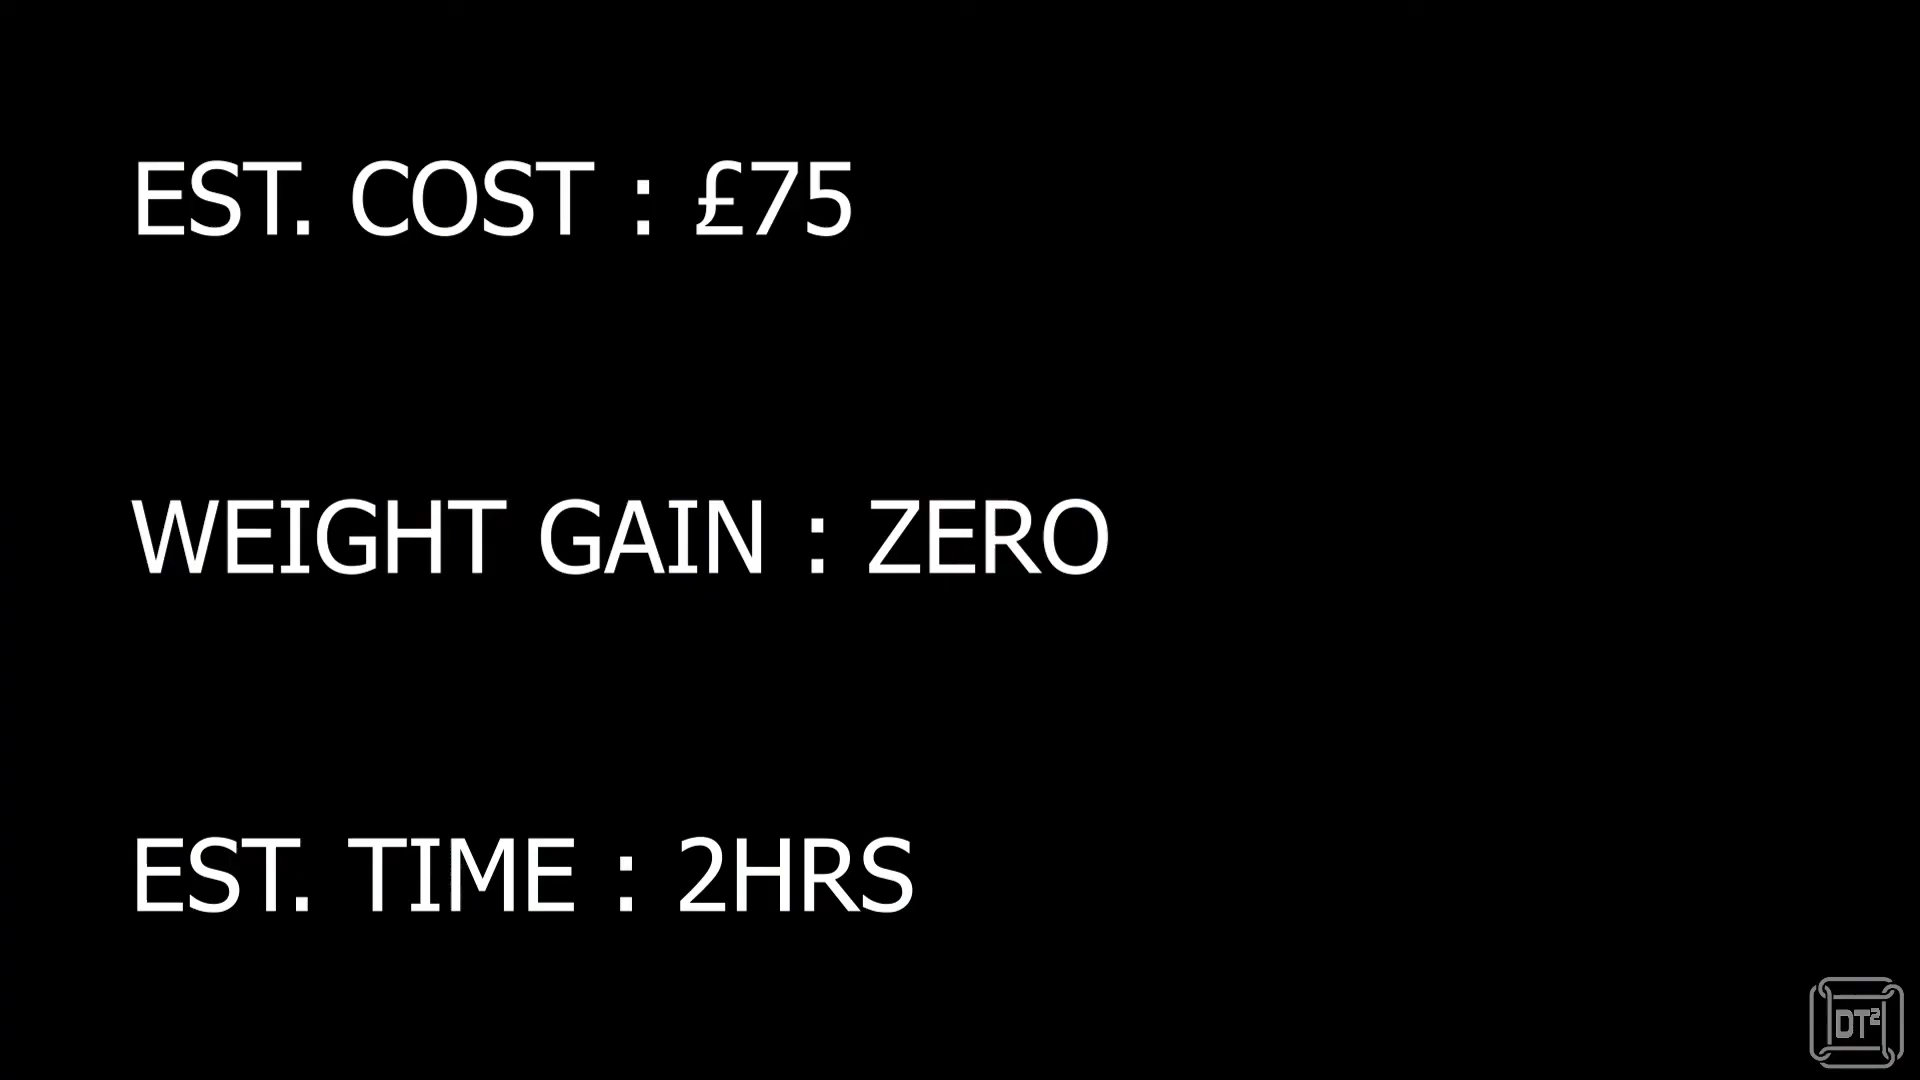 EST. COST : £75
WEIGHT GAIN : ZERO
EST. TIME : 2HRS
DT²